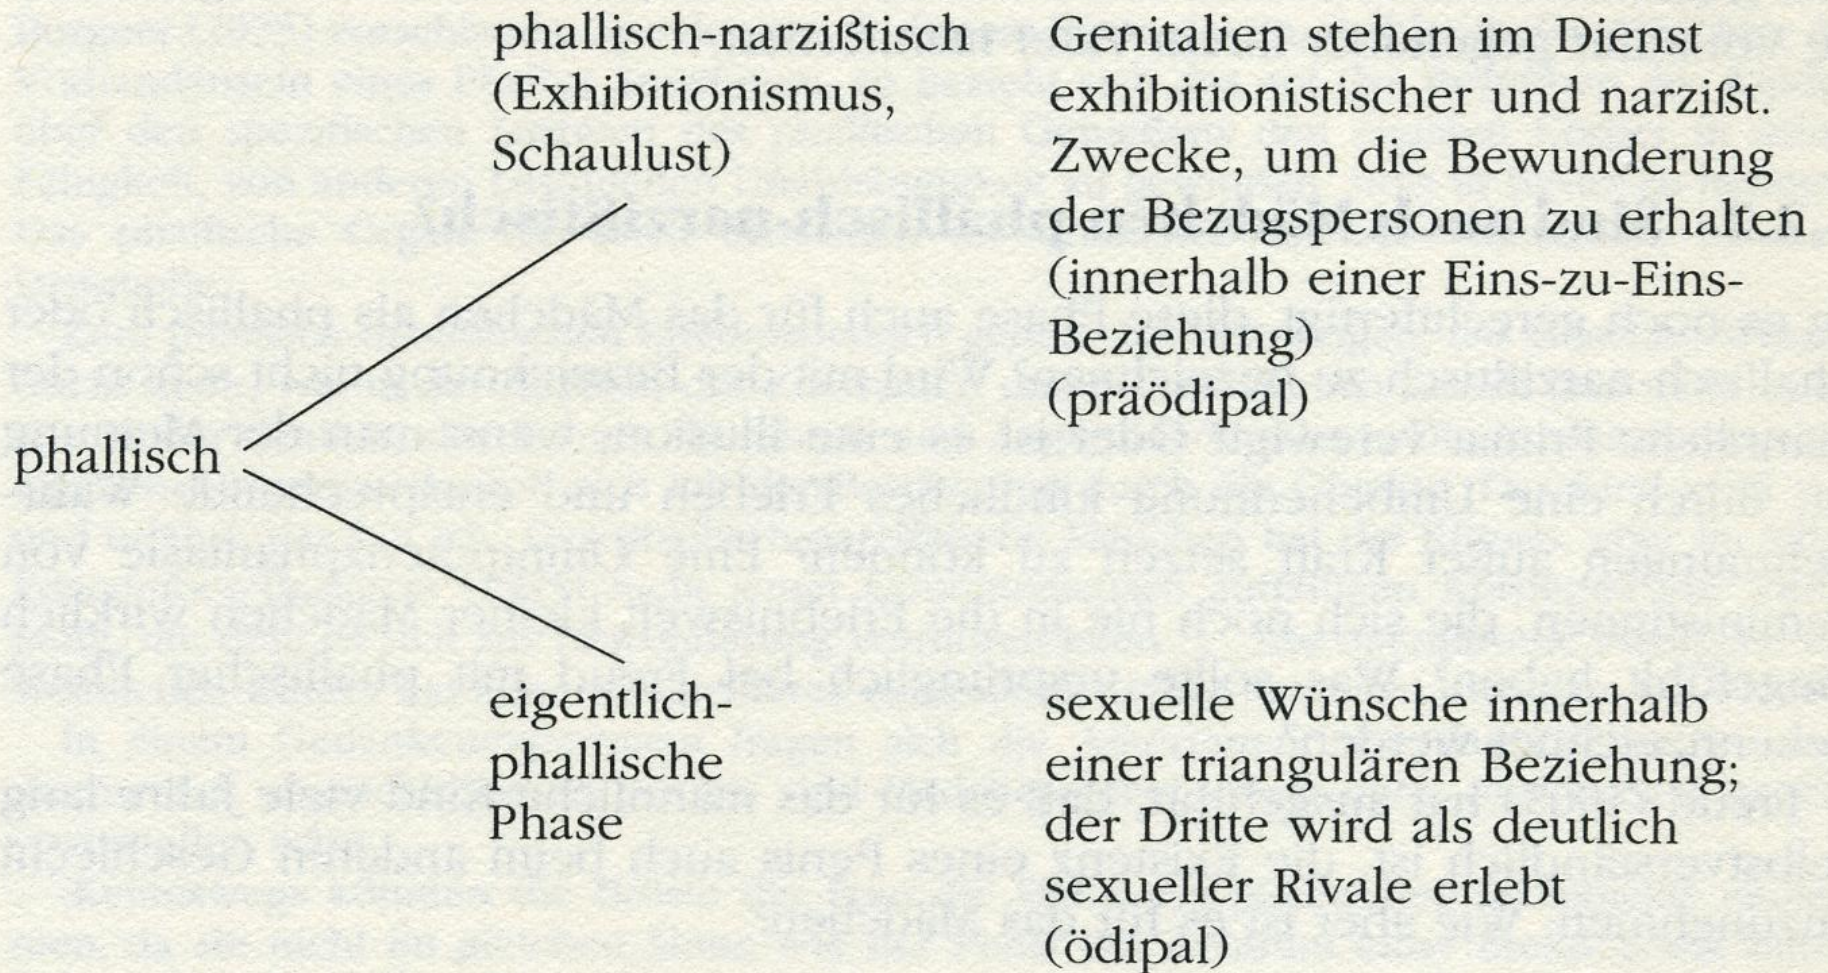 phallisch-narzißtisch
(Exhibitionismus,
Schaulust)
Genitalien stehen im Dienst
exhibitionistischer und narzißt.
Zwecke, um die Bewunderung
der Bezugspersonen zu erhalten
(innerhalb einer Eins-zu-Eins-
Beziehung)
(präödipal)
phallisch
eigentlich-
phallische
Phase
sexuelle Wünsche innerhalb
einer triangulären Beziehung;
der Dritte wird als deutlich
sexueller Rivale erlebt
(ödipal)